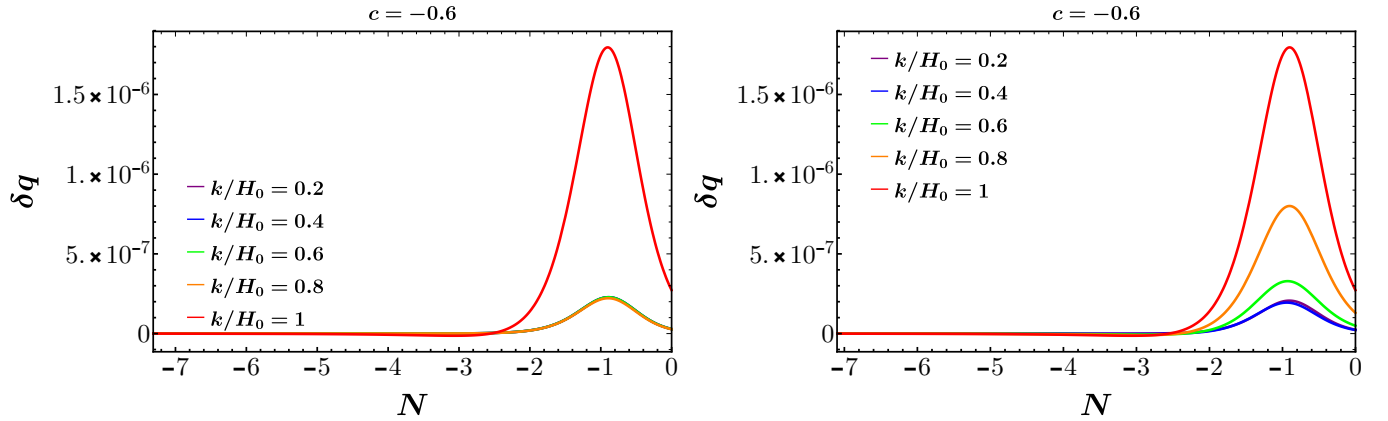 c = −0.6
δq
1.5×10⁻⁶
1.×10⁻⁶
5.×10⁻⁷
0
k/H₀ = 0.2
k/H₀ = 0.4
k/H₀ = 0.6
k/H₀ = 0.8
k/H₀ = 1
−7 −6 −5 −4 −3 −2 −1 0
N
c = −0.6
δq
1.5×10⁻⁶
1.×10⁻⁶
5.×10⁻⁷
0
k/H₀ = 0.2
k/H₀ = 0.4
k/H₀ = 0.6
k/H₀ = 0.8
k/H₀ = 1
−7 −6 −5 −4 −3 −2 −1 0
N